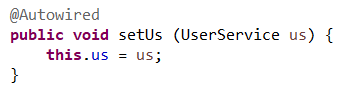 @Autowired
public void setUs (UserService us) {
    this.us = us;
}